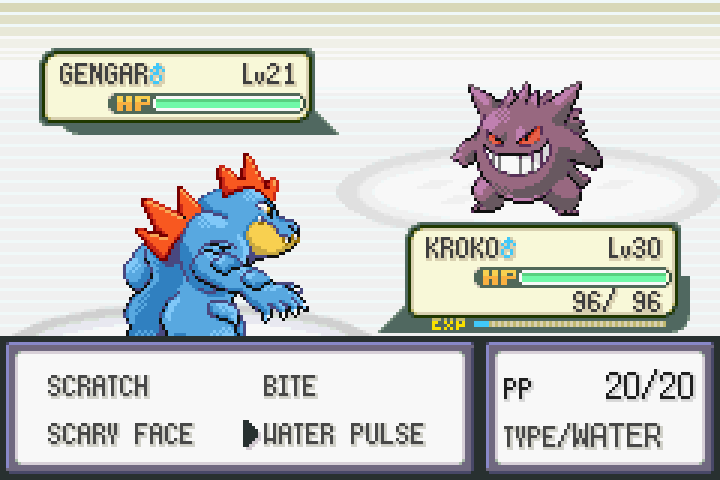 GENGAR♂ Lv21
HP
KROKO♂ Lv30
HP
96/ 96
EXP
SCRATCH BITE
SCARY FACE ▶WATER PULSE
PP 20/20
TYPE/WATER